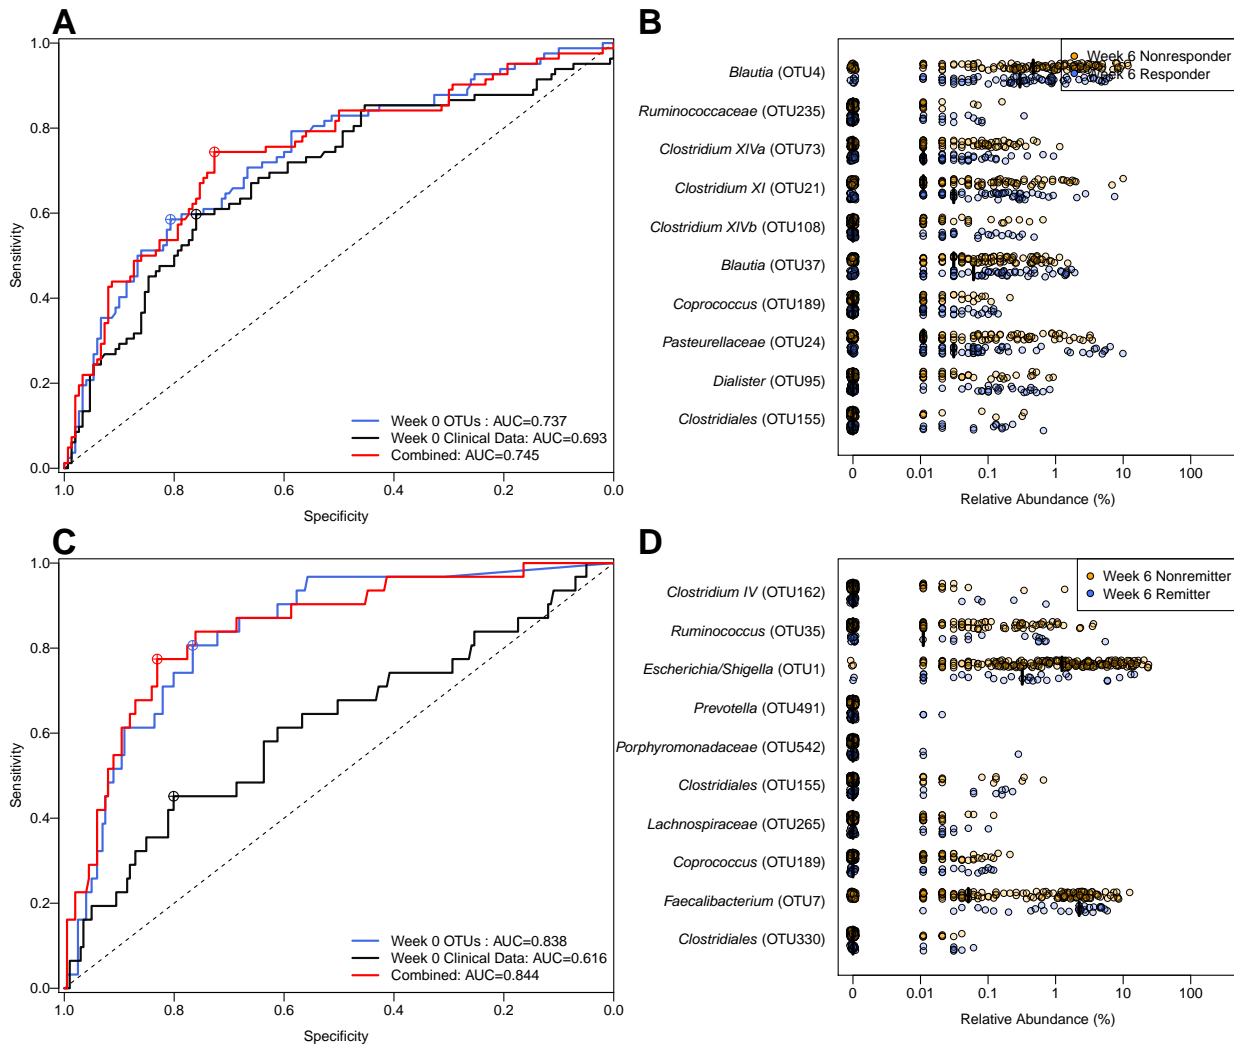 A
1.0
0.8
0.6
0.4
0.2
0.0
Sensitivity
1.0
0.8
0.6
0.4
0.2
0.0
Specificity
Week 0 OTUs : AUC=0.737
Week 0 Clinical Data: AUC=0.693
Combined: AUC=0.745
B
Week 6 Nonresponder
Week 6 Responder
Blautia (OTU4)
Ruminococcaceae (OTU235)
Clostridium XIVa (OTU73)
Clostridium XI (OTU21)
Clostridium XIVb (OTU108)
Blautia (OTU37)
Coprococcus (OTU189)
Pasteurellaceae (OTU24)
Dialister (OTU95)
Clostridiales (OTU155)
0
0.01
0.1
1
10
100
Relative Abundance (%)
C
1.0
0.8
0.6
0.4
0.2
0.0
Sensitivity
1.0
0.8
0.6
0.4
0.2
0.0
Specificity
Week 0 OTUs : AUC=0.838
Week 0 Clinical Data: AUC=0.616
Combined: AUC=0.844
D
Week 6 Nonremitter
Week 6 Remitter
Clostridium IV (OTU162)
Ruminococcus (OTU35)
Escherichia/Shigella (OTU1)
Prevotella (OTU491)
Porphyromonadaceae (OTU542)
Clostridiales (OTU155)
Lachnospiraceae (OTU265)
Coprococcus (OTU189)
Faecalibacterium (OTU7)
Clostridiales (OTU330)
0
0.01
0.1
1
10
100
Relative Abundance (%)